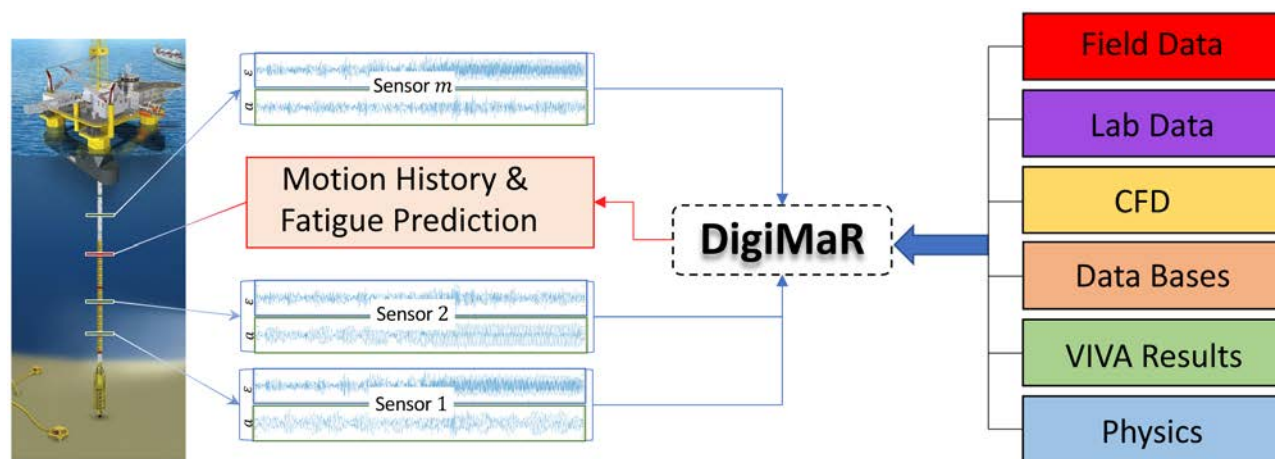 ε
a
Sensor m
Motion History &
Fatigue Prediction
ε
a
Sensor 2
ε
a
Sensor 1
DigiMaR
Field Data
Lab Data
CFD
Data Bases
VIVA Results
Physics